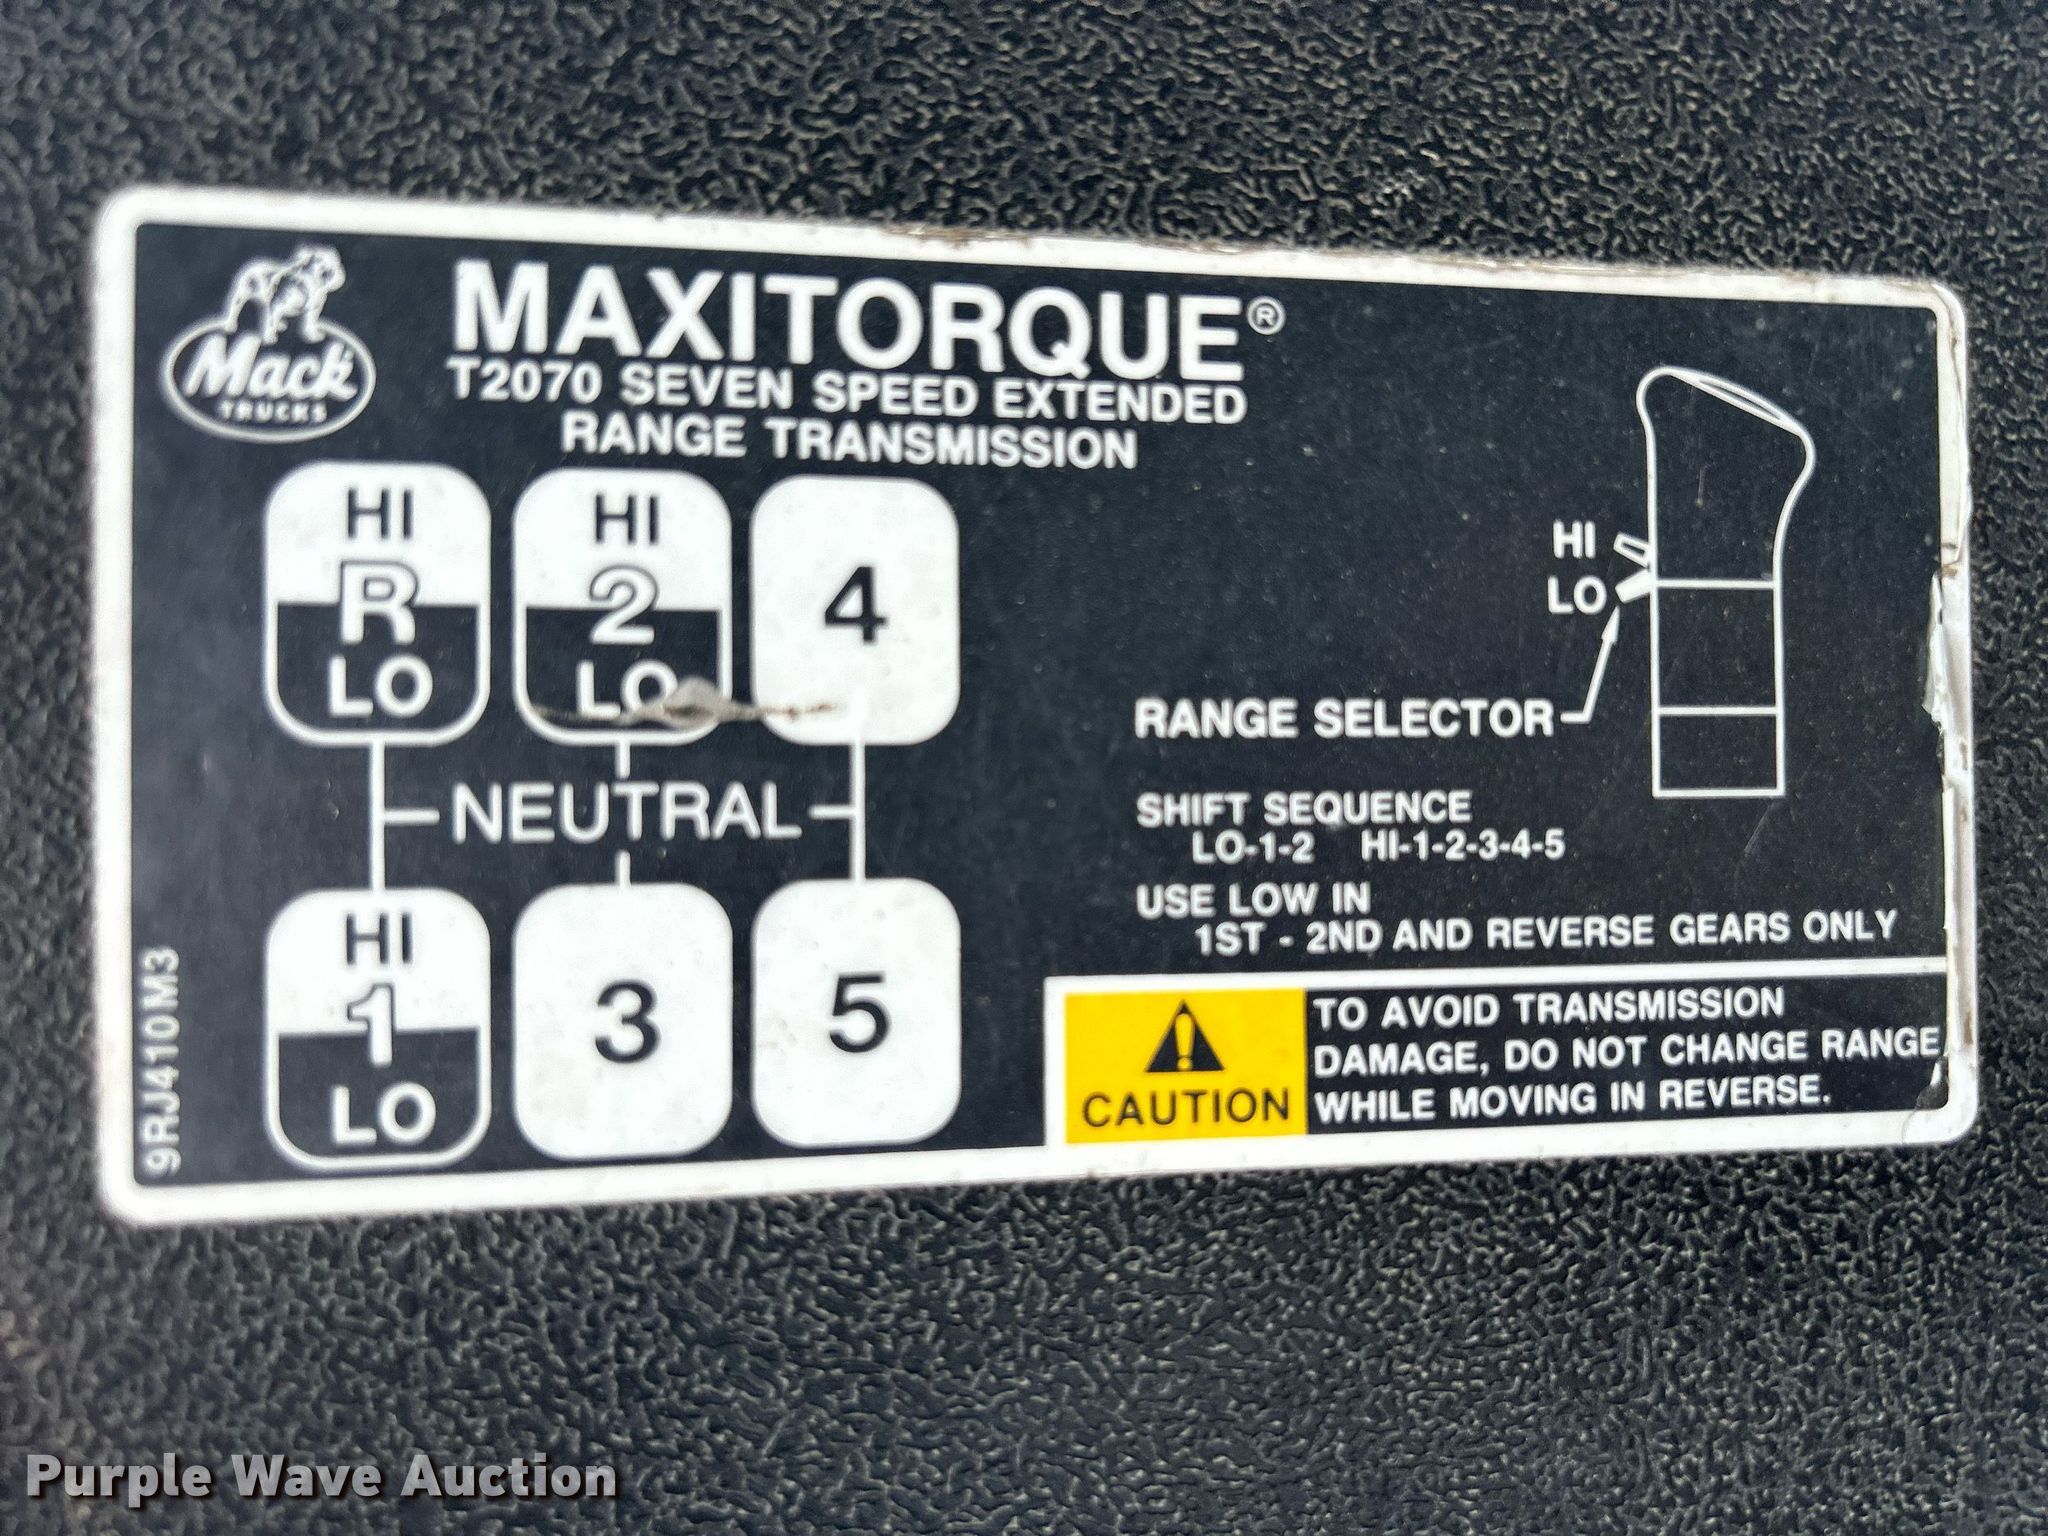 Mack
TRUCKS
MAXITORQUE®
T2070 SEVEN SPEED EXTENDED
RANGE TRANSMISSION
HI
R
LO
HI
2
LO
4
NEUTRAL
HI
1
LO
3
5
9RJ410M3
HI
LO
RANGE SELECTOR
SHIFT SEQUENCE
LO-1-2 HI-1-2-3-4-5
USE LOW IN
1ST - 2ND AND REVERSE GEARS ONLY
CAUTION
TO AVOID TRANSMISSION
DAMAGE, DO NOT CHANGE RANGE
WHILE MOVING IN REVERSE.
Purple Wave Auction